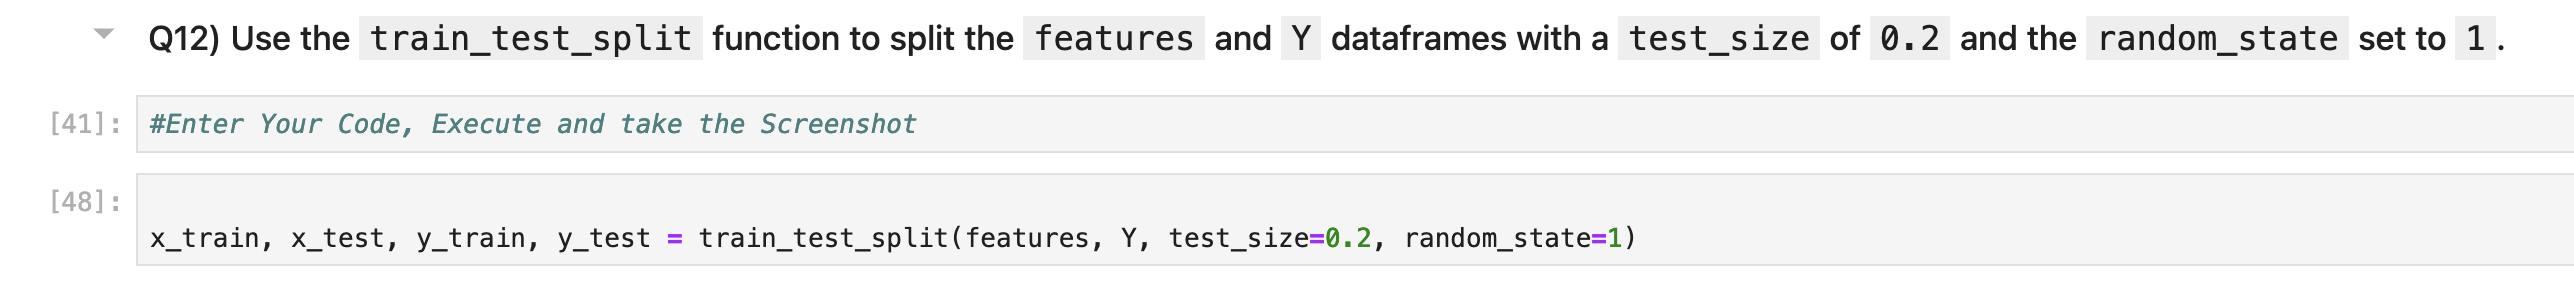 Q12) Use the train_test_split function to split the features and Y dataframes with a test_size of 0.2 and the random_state set to 1.
[41]: #Enter Your Code, Execute and take the Screenshot
[48]:
x_train, x_test, y_train, y_test = train_test_split(features, Y, test_size=0.2, random_state=1)